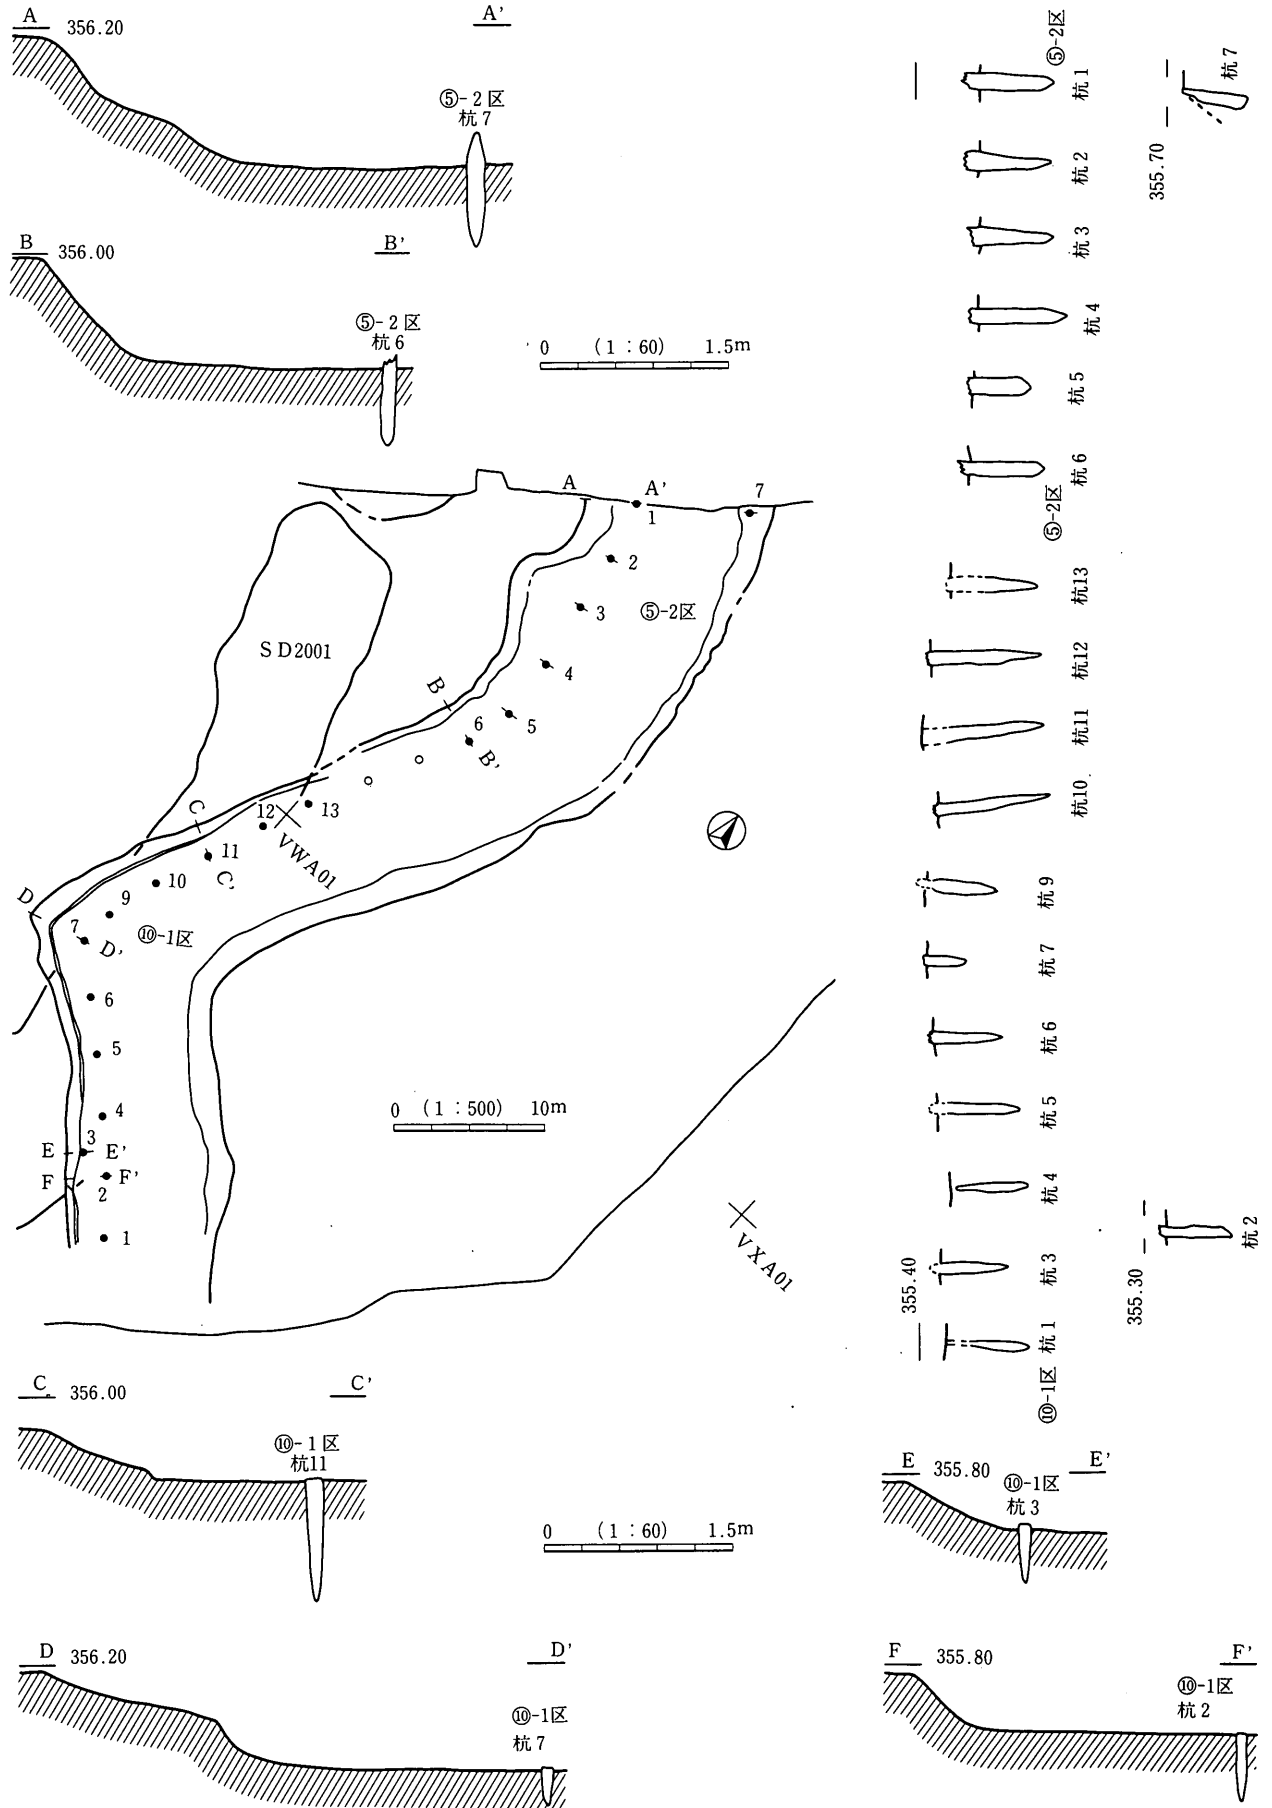 A 356.20 A'
⑤-2区
杭7
B 356.00 B'
⑤-2区
杭6
0 (1:60) 1.5m
A A' 7
1
2
3 ⑤-2区
SD2001
4
B
6 5
B'
12 13
C
VWA01
11
C'
10
D 9
7 D' ⑩-1区
6
5
0 (1:500) 10m
4
3
E E'
F F'
2
1
VXA01
⑤-2区
杭1
杭2
杭3
杭4
杭5
杭6
⑤-2区
杭7
355.70
杭13
杭12
杭11
杭10
杭9
杭7
杭6
杭5
杭4
杭3
355.40
杭1
⑩-1区
杭2
355.30
C 356.00 C'
⑩-1区
杭11
0 (1:60) 1.5m
E 355.80 E'
⑩-1区
杭3
D 356.20 D'
⑩-1区
杭7
F 355.80 F'
⑩-1区
杭2